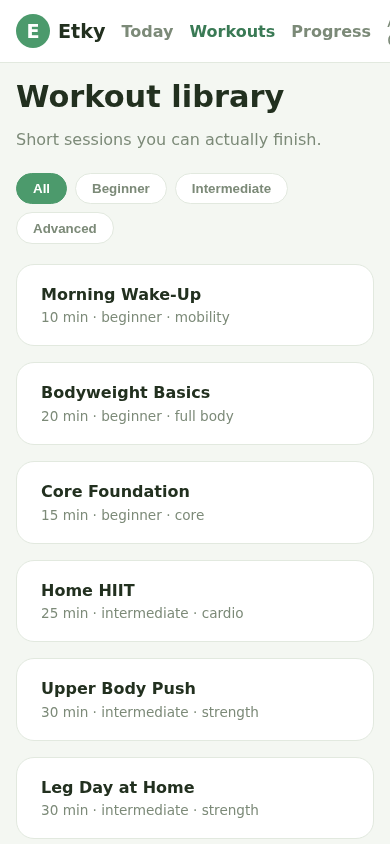 E Etky Today Workouts Progress
Workout library
Short sessions you can actually finish.
All Beginner Intermediate
Advanced
Morning Wake-Up
10 min · beginner · mobility
Bodyweight Basics
20 min · beginner · full body
Core Foundation
15 min · beginner · core
Home HIIT
25 min · intermediate · cardio
Upper Body Push
30 min · intermediate · strength
Leg Day at Home
30 min · intermediate · strength